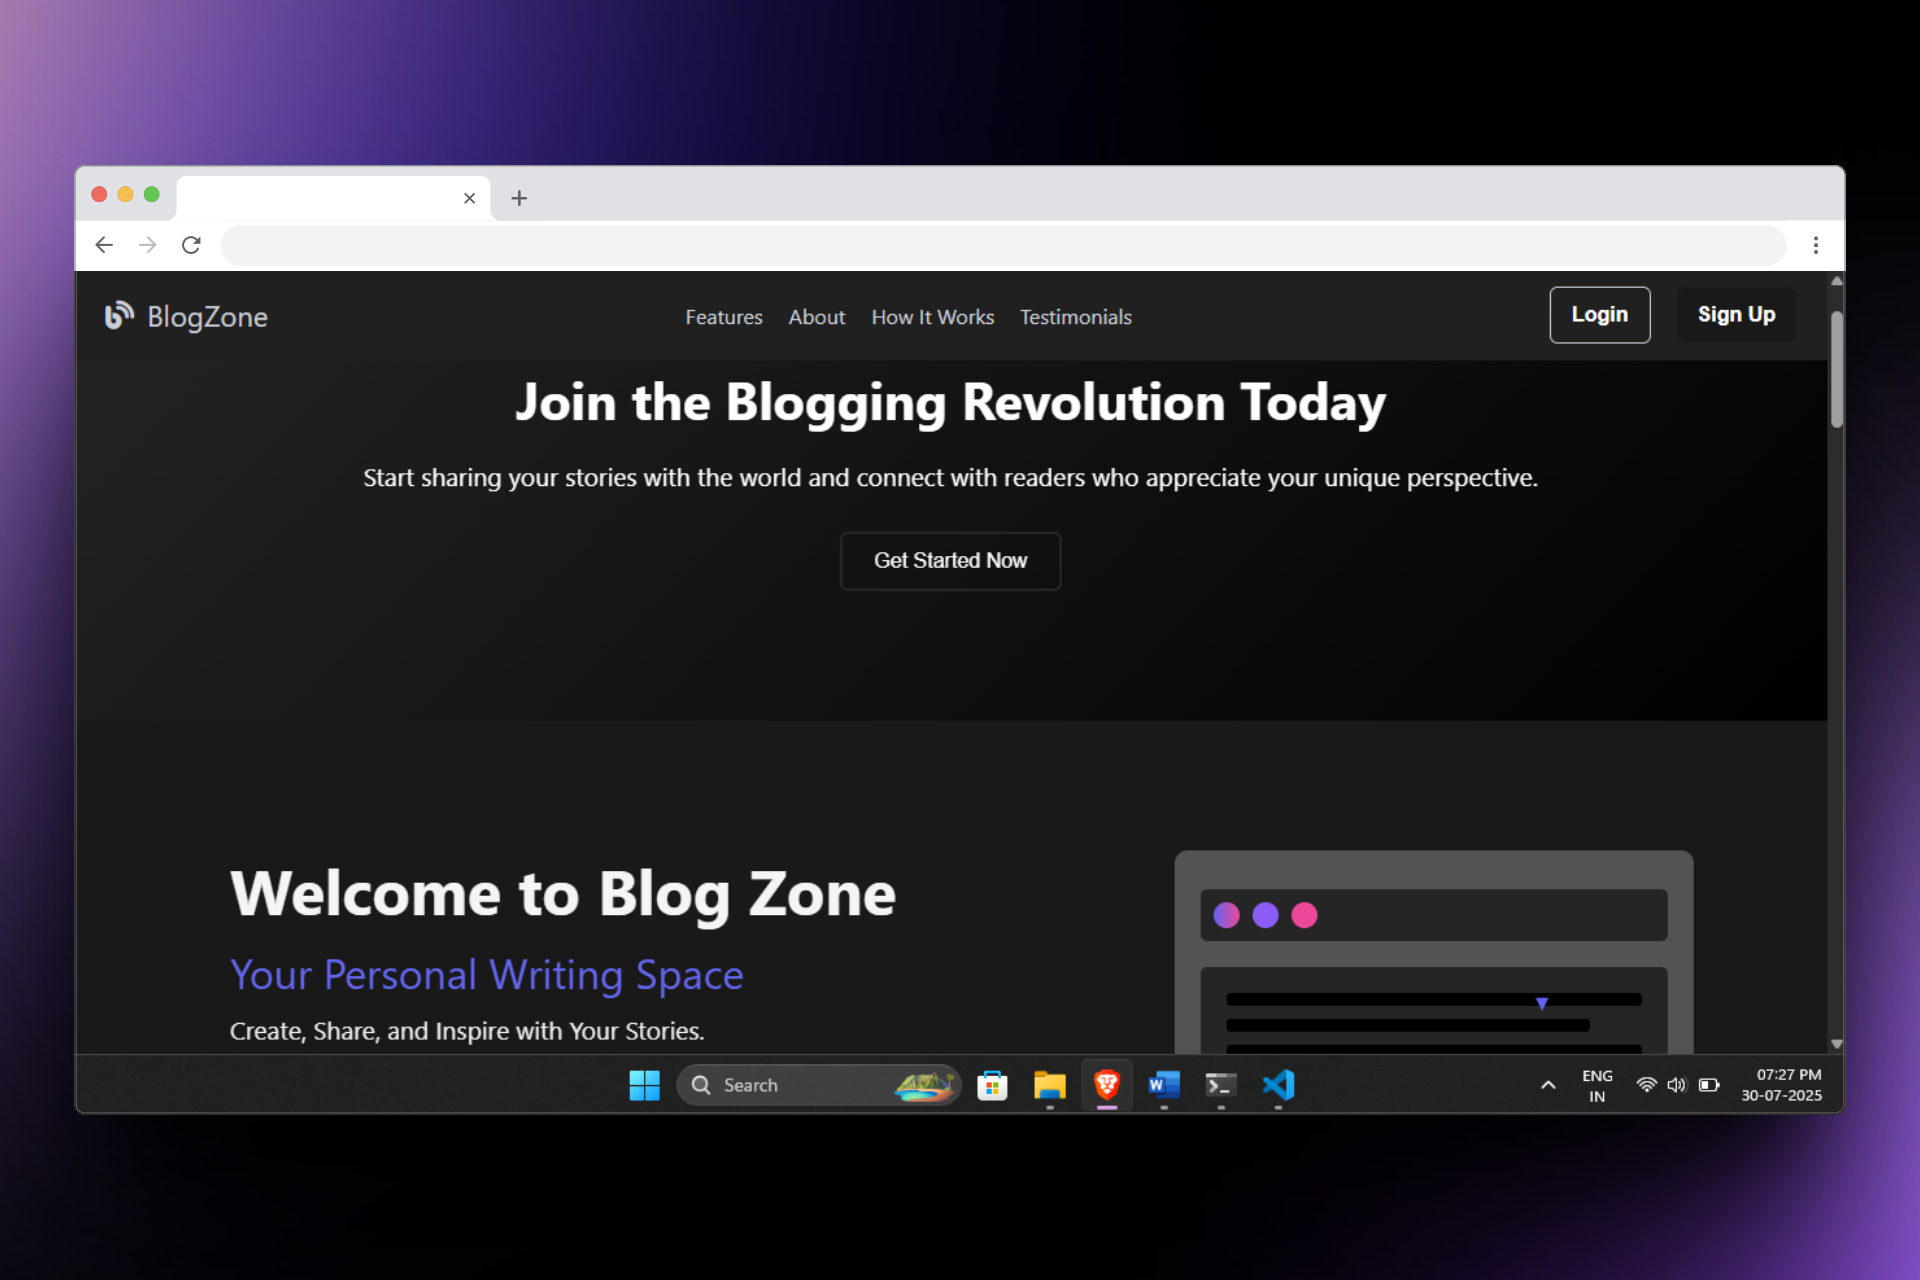 BlogZone
Features About How It Works Testimonials
Login Sign Up
Join the Blogging Revolution Today
Start sharing your stories with the world and connect with readers who appreciate your unique perspective.
Get Started Now
Welcome to Blog Zone
Your Personal Writing Space
Create, Share, and Inspire with Your Stories.
Search
ENG
IN
07:27 PM
30-07-2025